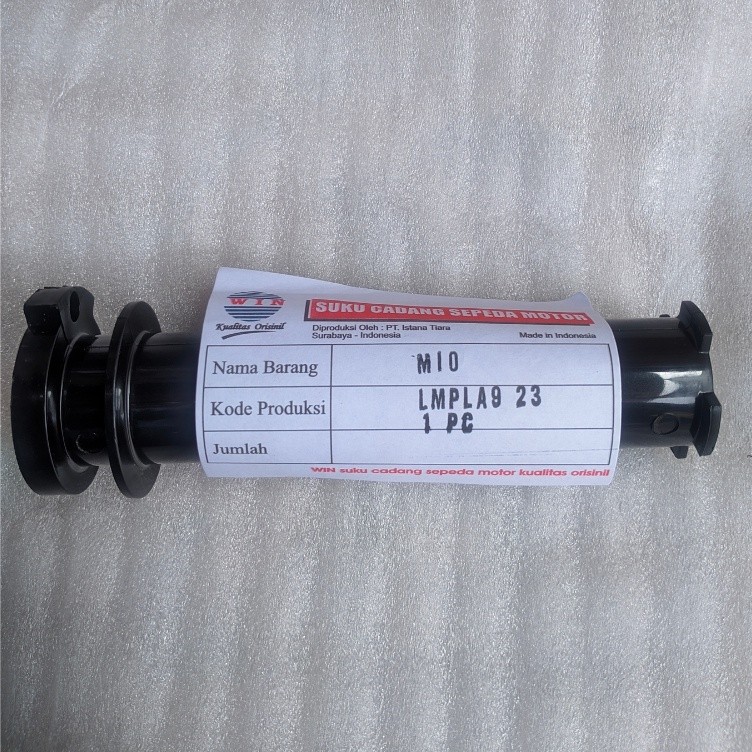 WIN
Kualitas Orisinil
SUKU CADANG SEPEDA MOTOR
Diproduksi Oleh : PT. Istana Tiara
Surabaya - Indonesia
Made in Indonesia
Nama Barang MIO
Kode Produksi LMPLA9 23
Jumlah 1 PC
WIN suku cadang sepeda motor kualitas orisinil